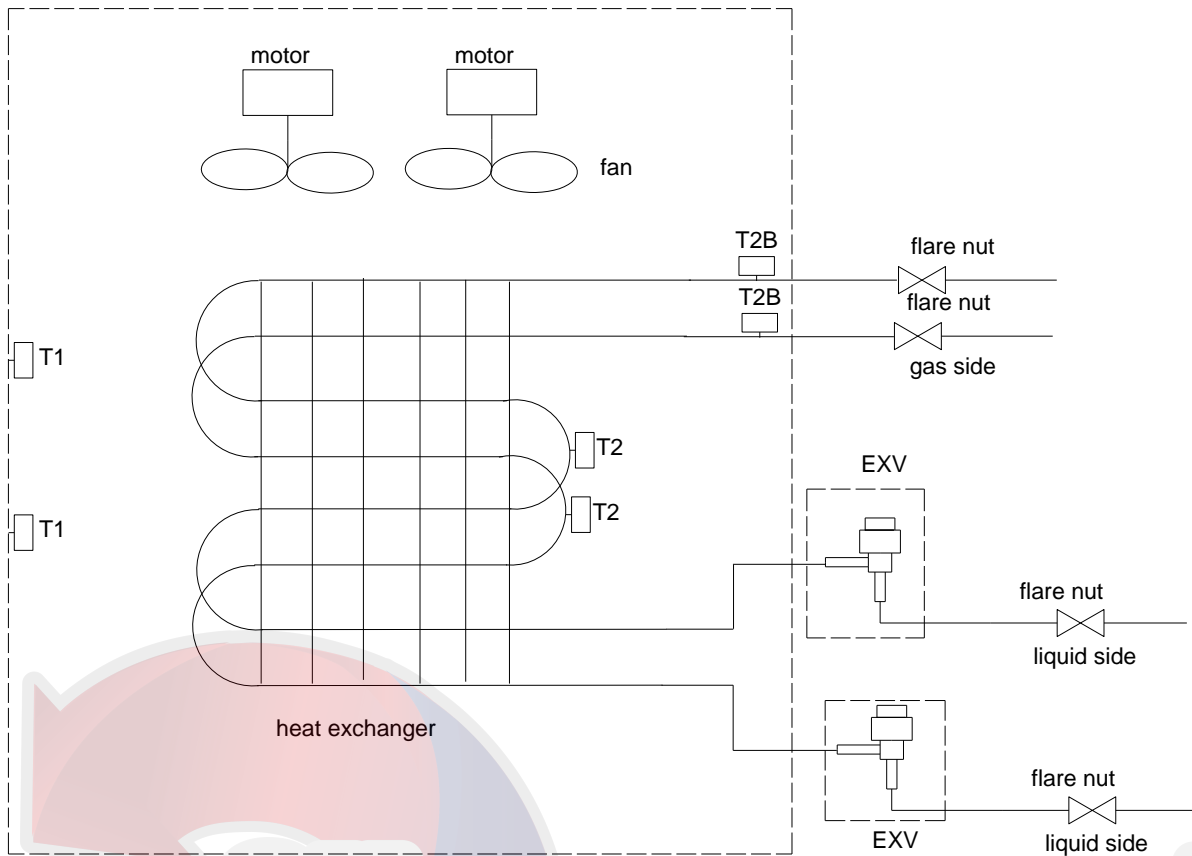 motor
motor
fan
T2B
flare nut
T2B
flare nut
gas side
T1
T2
EXV
T1
T2
flare nut
liquid side
heat exchanger
flare nut
EXV
liquid side